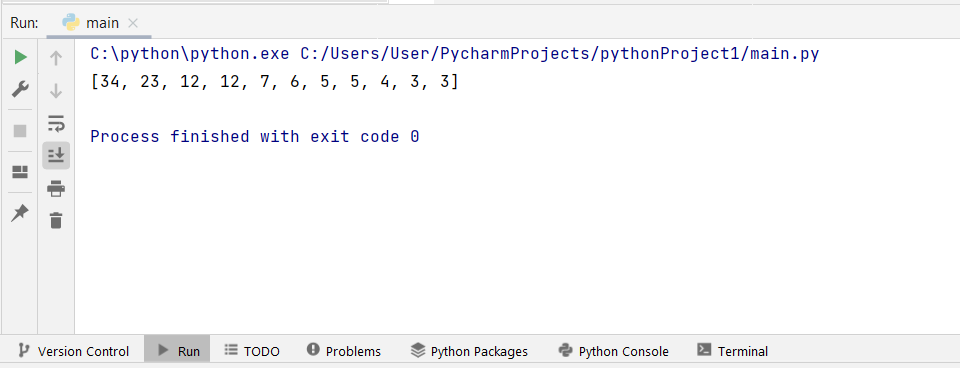 Run: main
C:\python\python.exe C:/Users/User/PycharmProjects/pythonProject1/main.py
[34, 23, 12, 12, 7, 6, 5, 5, 4, 3, 3]
Process finished with exit code 0
Version Control Run TODO Problems Python Packages Python Console Terminal